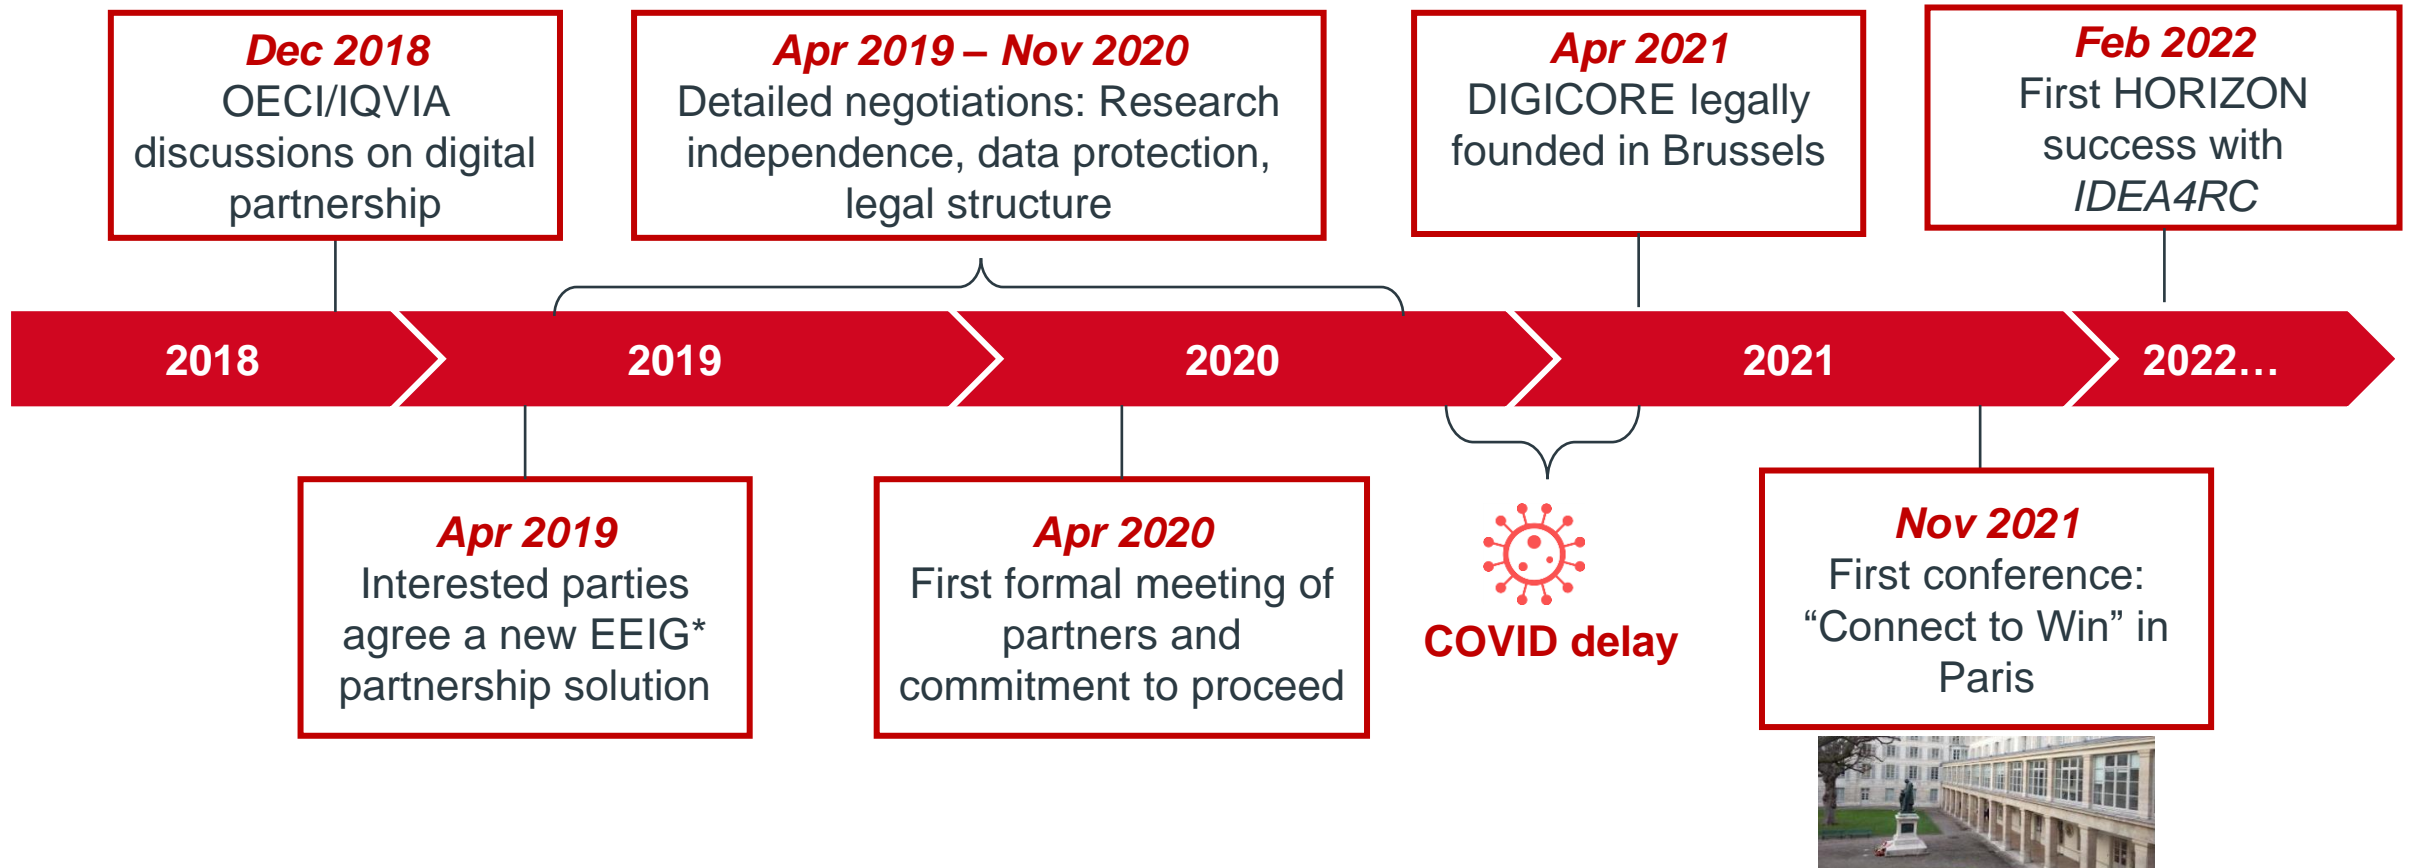 Dec 2018
OECI/IQVIA
discussions on digital
partnership
Apr 2019 – Nov 2020
Detailed negotiations: Research
independence, data protection,
legal structure
Apr 2021
DIGICORE legally
founded in Brussels
Feb 2022
First HORIZON
success with
IDEA4RC
2018
2019
2020
2021
2022…
Apr 2019
Interested parties
agree a new EEIG*
partnership solution
Apr 2020
First formal meeting of
partners and
commitment to proceed
COVID delay
Nov 2021
First conference:
“Connect to Win” in
Paris